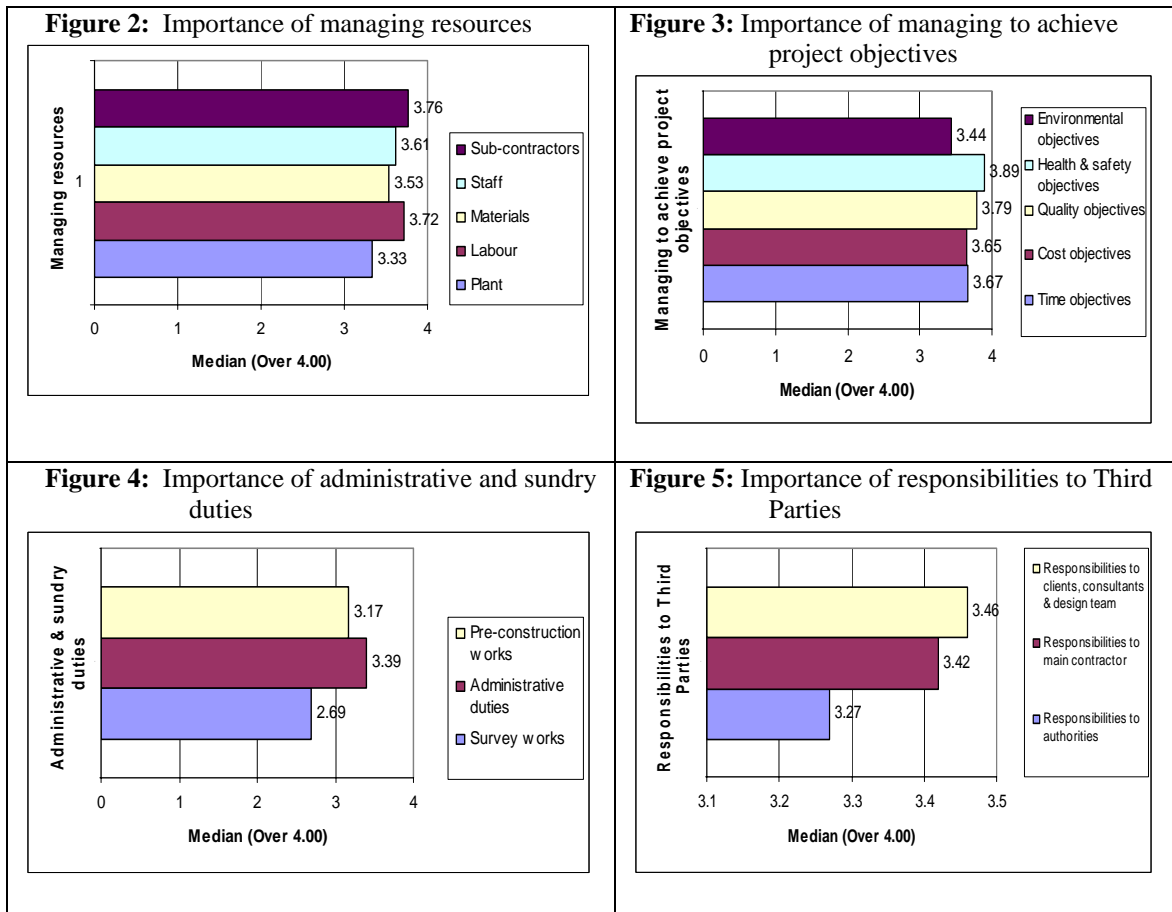 Figure 2: Importance of managing resources
Managing resources
1
3.76
3.61
3.53
3.72
3.33
0 1 2 3 4
Median (Over 4.00)
Sub-contractors
Staff
Materials
Labour
Plant
Figure 3: Importance of managing to achieve
project objectives
Managing to achieve project
objectives
3.44
3.89
3.79
3.65
3.67
0 1 2 3 4
Median (Over 4.00)
Environmental
objectives
Health & safety
objectives
Quality objectives
Cost objectives
Time objectives
Figure 4: Importance of administrative and sundry
duties
Administrative & sundry
duties
3.17
3.39
2.69
0 1 2 3 4
Median (Over 4.00)
Pre-construction
works
Administrative
duties
Survey works
Figure 5: Importance of responsibilities to Third
Parties
Responsibilities to Third
Parties
3.46
3.42
3.27
3.1 3.2 3.3 3.4 3.5
Median (Over 4.00)
Responsibilities to
clients, consultants
& design team
Responsibilities to
main contractor
Responsibilities to
authorities